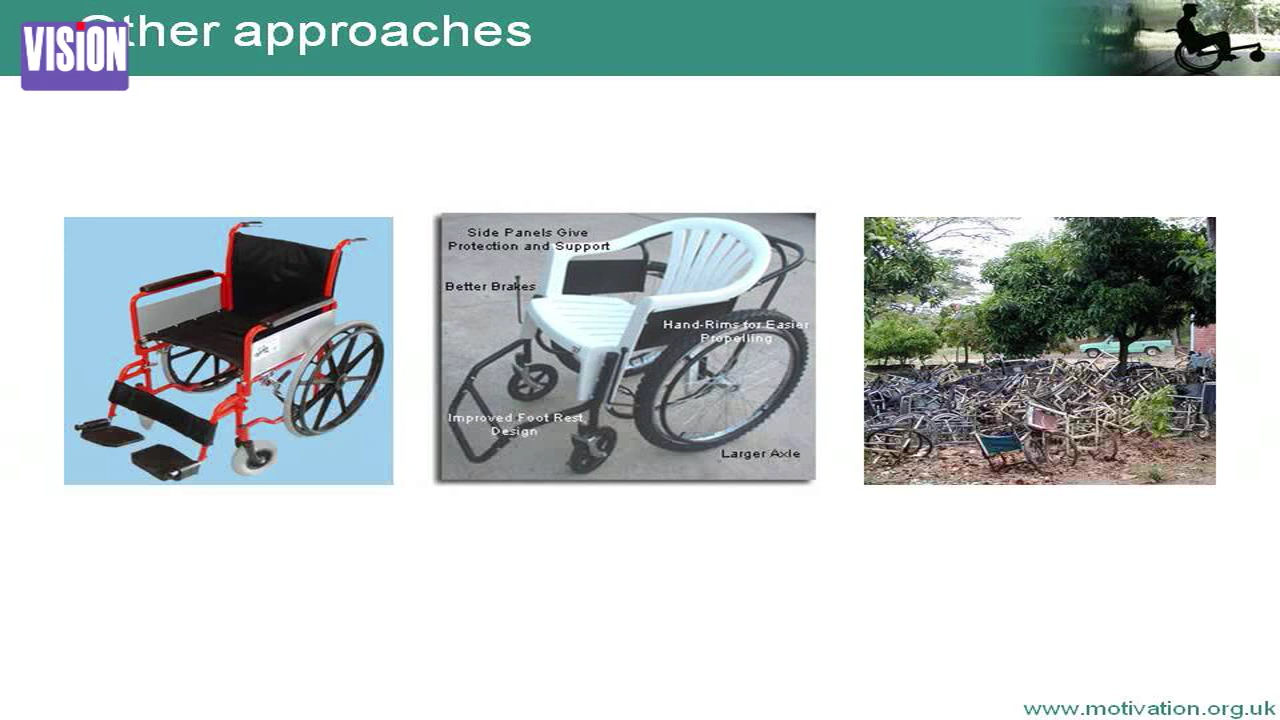 Other approaches
VISION
Side Panels Give
Protection and Support
Better Brakes
Hand-Rims for Easier
Propelling
Improved Foot Rest
Design
Larger Axle
www.motivation.org.uk